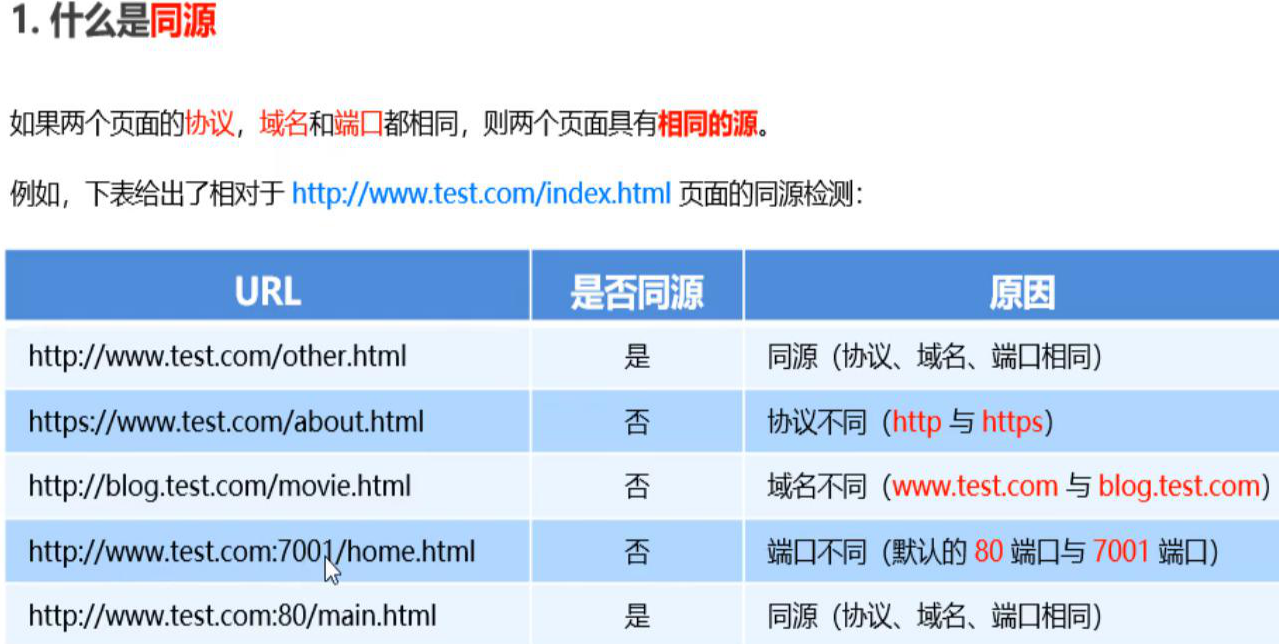 1. 什么是同源
如果两个页面的协议，域名和端口都相同，则两个页面具有相同的源。
例如，下表给出了相对于 http://www.test.com/index.html 页面的同源检测：
URL 是否同源 原因
http://www.test.com/other.html 是 同源（协议、域名、端口相同）
https://www.test.com/about.html 否 协议不同（http 与 https）
http://blog.test.com/movie.html 否 域名不同（www.test.com 与 blog.test.com）
http://www.test.com:7001/home.html 否 端口不同（默认的 80 端口与 7001 端口）
http://www.test.com:80/main.html 是 同源（协议、域名、端口相同）